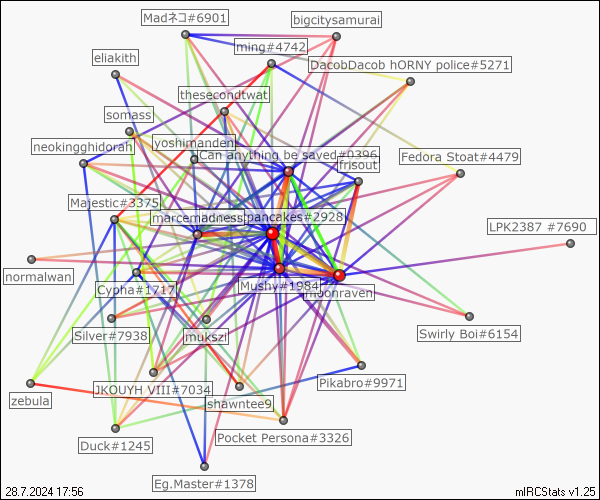 Madネコ#6901
bigcitysamurai
ming#4742
eliakith
DacobDacob hORNY police#5271
thesecondtwat
somass
yoshimandeni
neokingghidorah
Can anything be saved#0396
frisout
Fedora Stoat#4479
Majestic#3375
marcemadness
pancakes#2928
LPK2387 #7690
normalwan
Cypha#1717
Mushy#1984
moonraven
Silver#7938
mukszi
Swirly Boi#6154
zebula
JKOUYH VIII#7034
shawntee9
Pikabro#9971
Duck#1245
Pocket Persona#3326
Eg.Master#1378
28.7.2024 17:56
mIRCStats v1.25